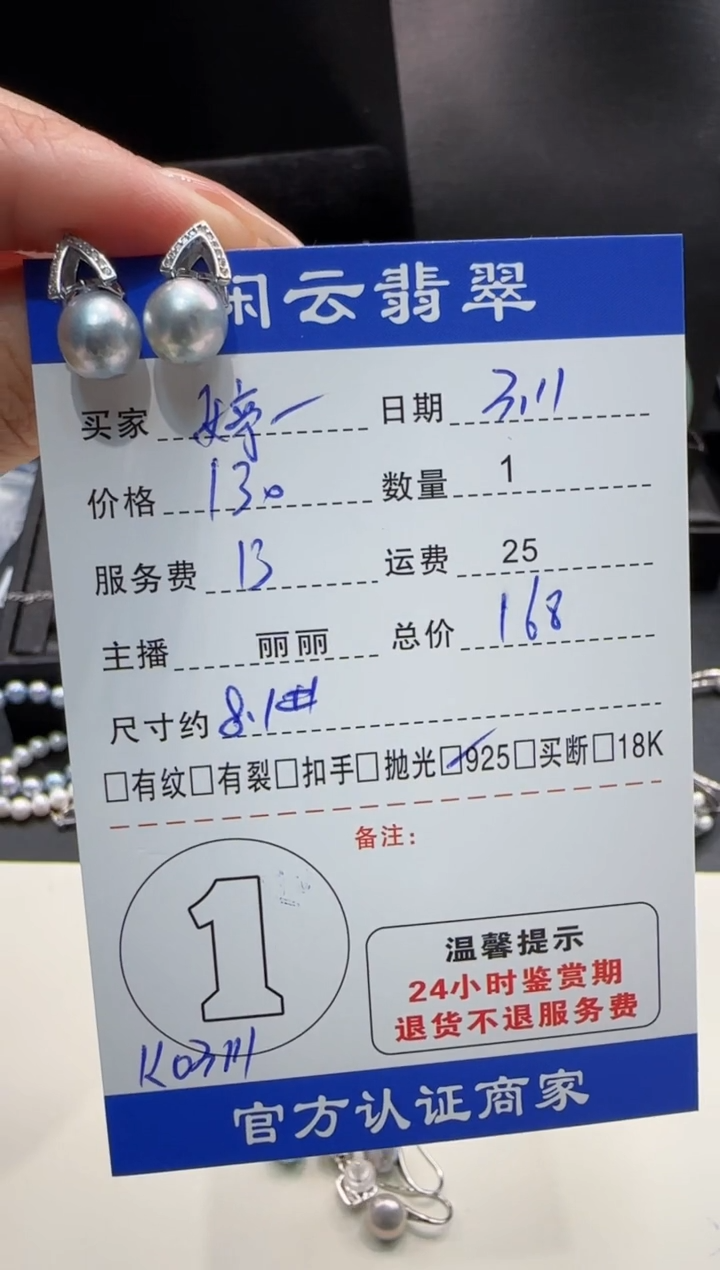 闲云翡翠
买家 婷一 日期 3.11
价格 130 数量 1
服务费 13 运费 25
主播 丽丽 总价 168
尺寸约 8.1
□有纹□有裂□扣手□抛光☑925□买断□18K
备注：
1
温馨提示
24小时鉴赏期
退货不退服务费
K0311
官方认证商家